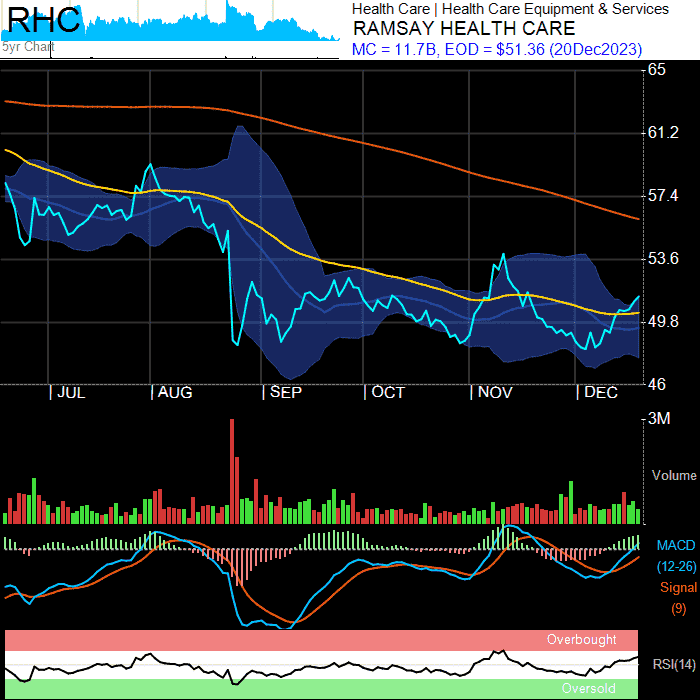 RHC
5yr Chart
Health Care | Health Care Equipment & Services
RAMSAY HEALTH CARE
MC = 11.7B, EOD = $51.36 (20Dec2023)
65
61.2
57.4
53.6
49.8
46
| JUL | AUG | SEP | OCT | NOV | DEC
3M
Volume
MACD
(12-26)
Signal
(9)
Overbought
RSI(14)
Oversold